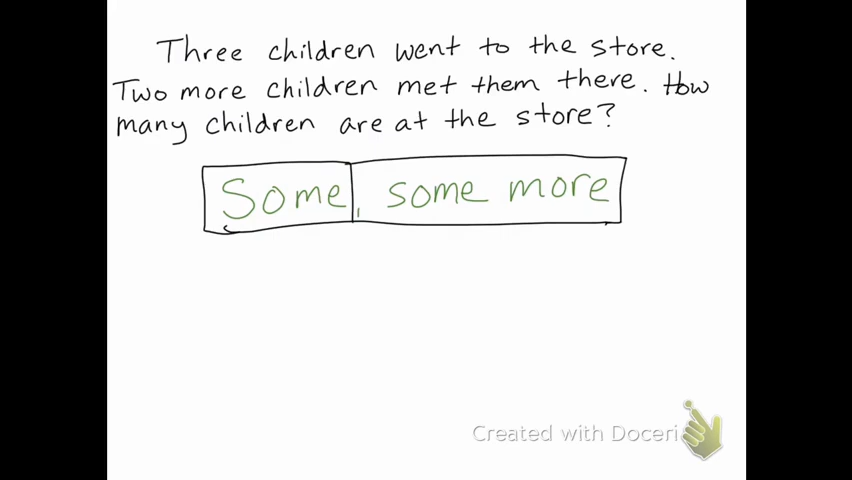 Three children went to the store.
Two more children met them there. How
many children are at the store?
Some, some more
Created with Doceri